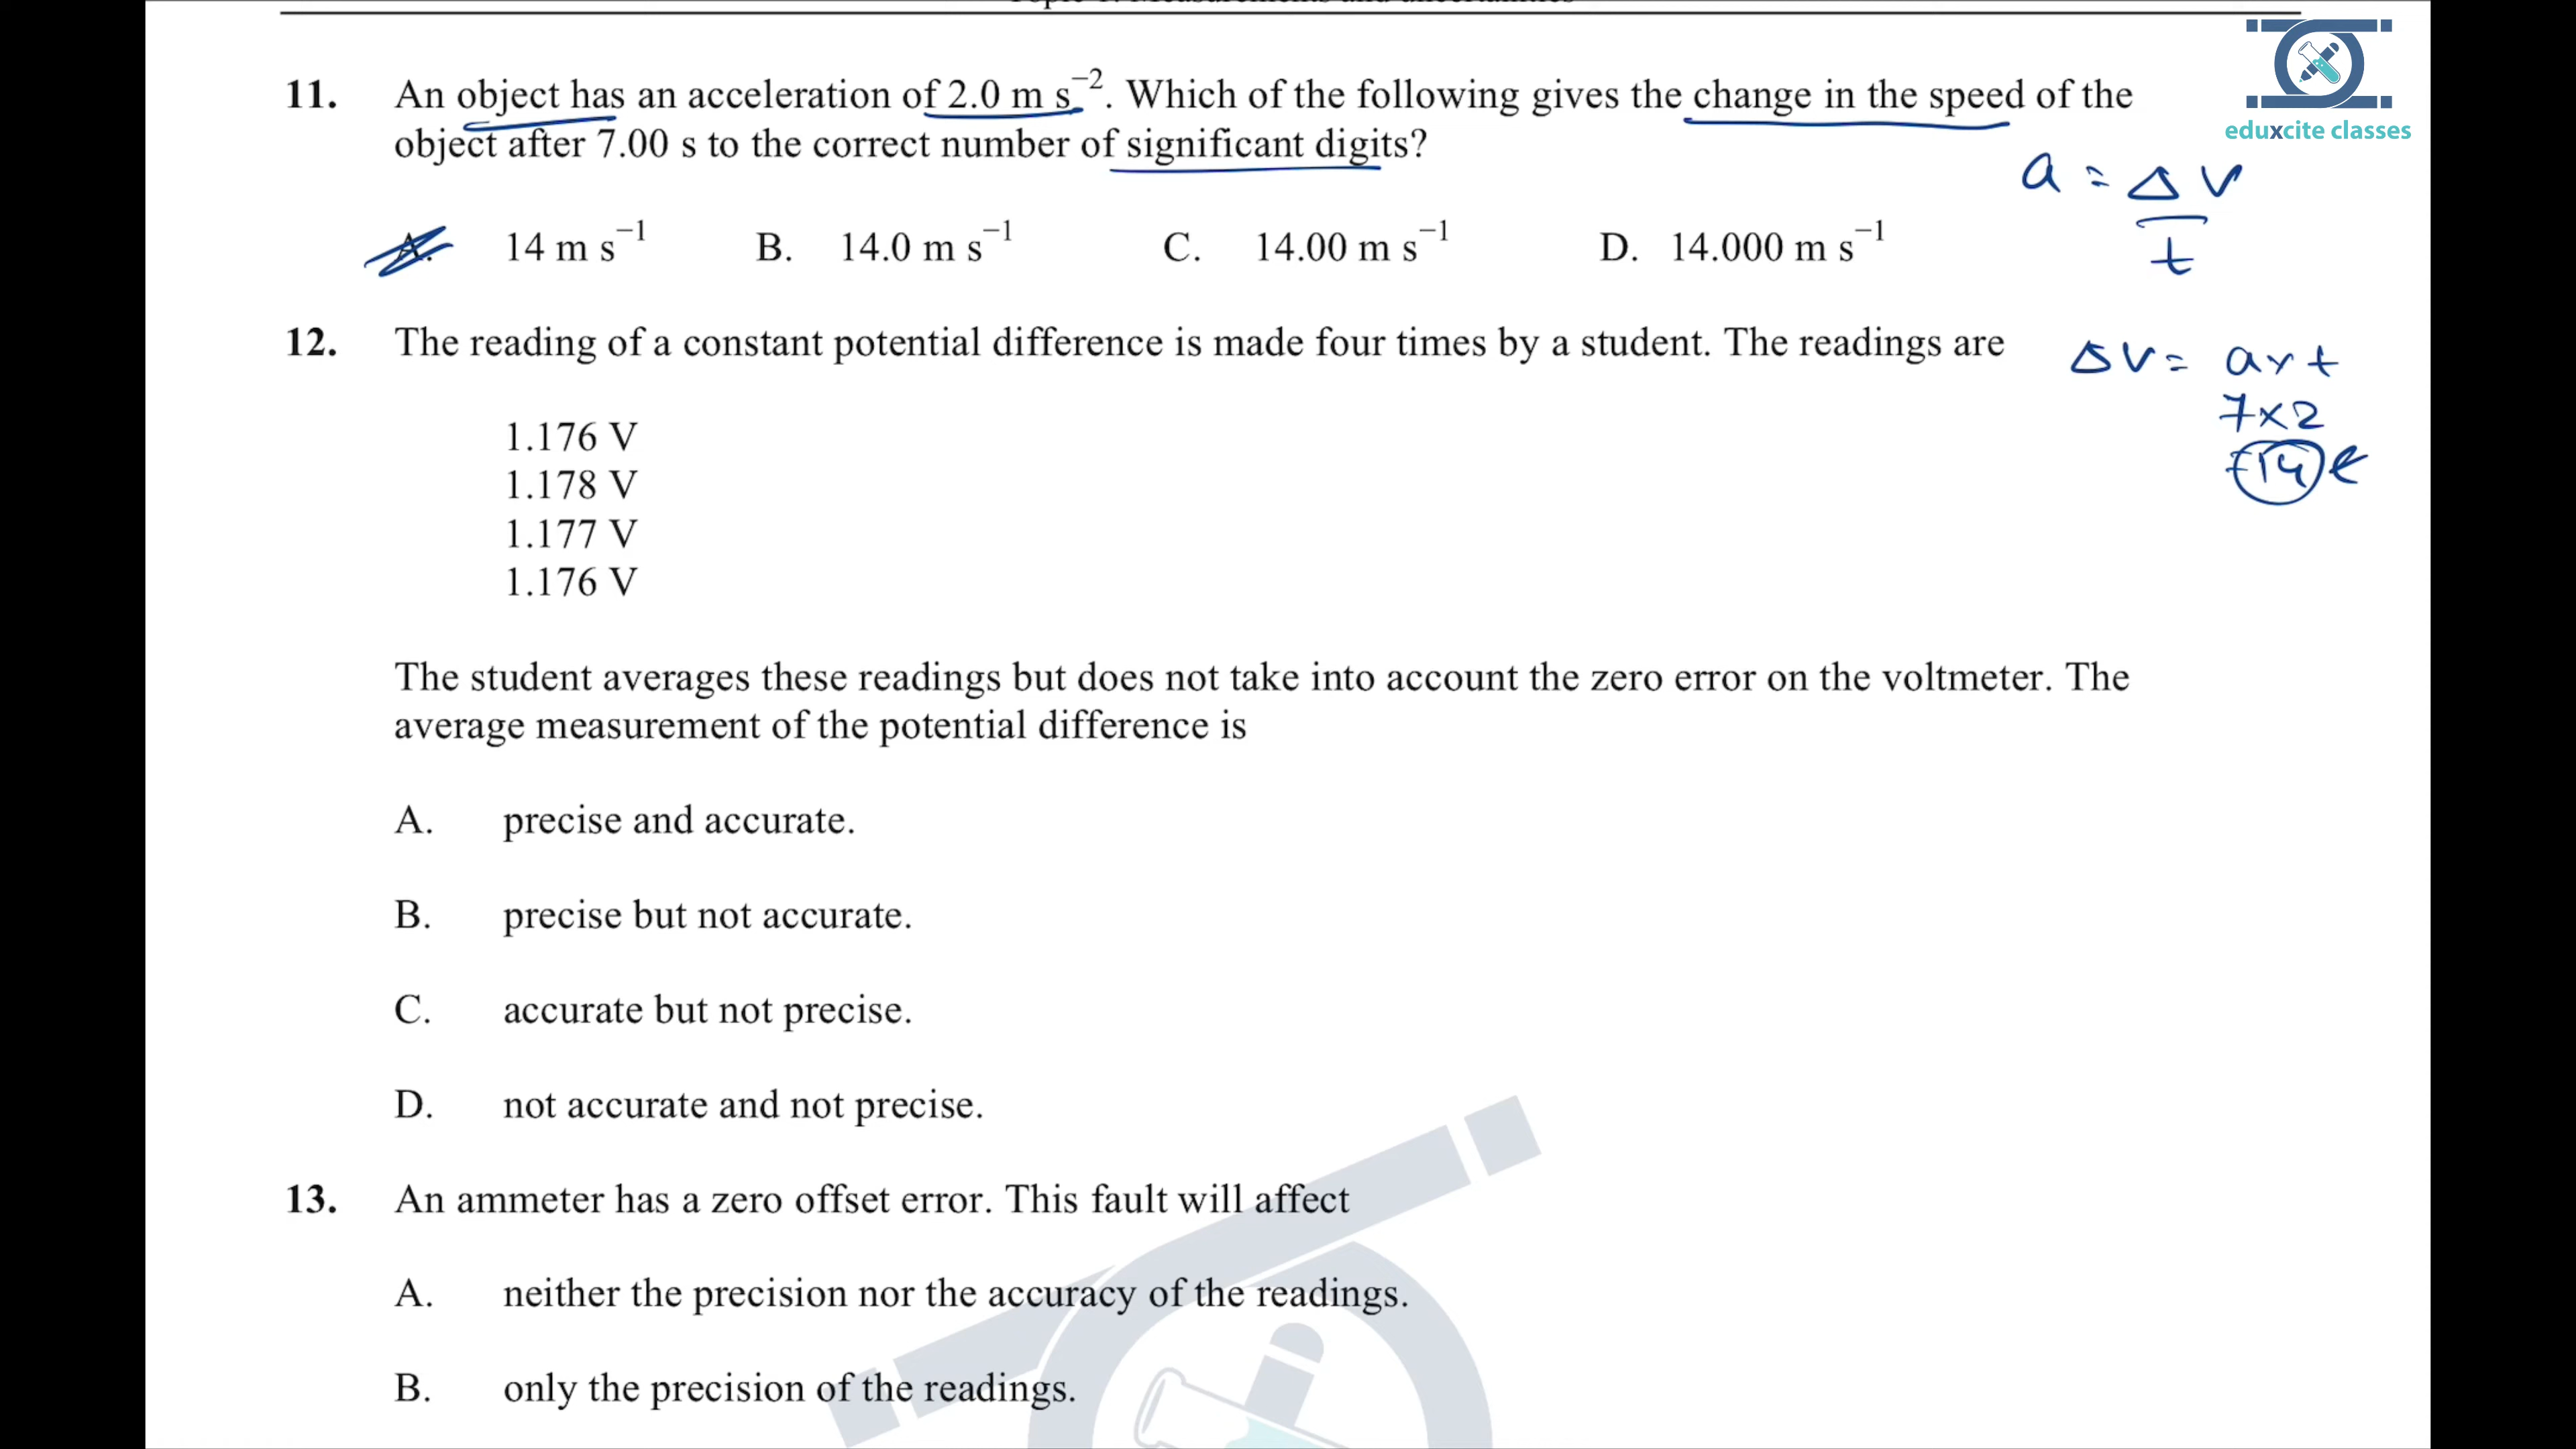 eduxcite classes
11. An object has an acceleration of 2.0 m s⁻². Which of the following gives the change in the speed of the
object after 7.00 s to the correct number of significant digits?
a = Δ V
t
A. 14 m s⁻¹ B. 14.0 m s⁻¹ C. 14.00 m s⁻¹ D. 14.000 m s⁻¹
12. The reading of a constant potential difference is made four times by a student. The readings are
ΔV = a x t
7x2
=14
1.176 V
1.178 V
1.177 V
1.176 V
The student averages these readings but does not take into account the zero error on the voltmeter. The
average measurement of the potential difference is
A. precise and accurate.
B. precise but not accurate.
C. accurate but not precise.
D. not accurate and not precise.
13. An ammeter has a zero offset error. This fault will affect
A. neither the precision nor the accuracy of the readings.
B. only the precision of the readings.